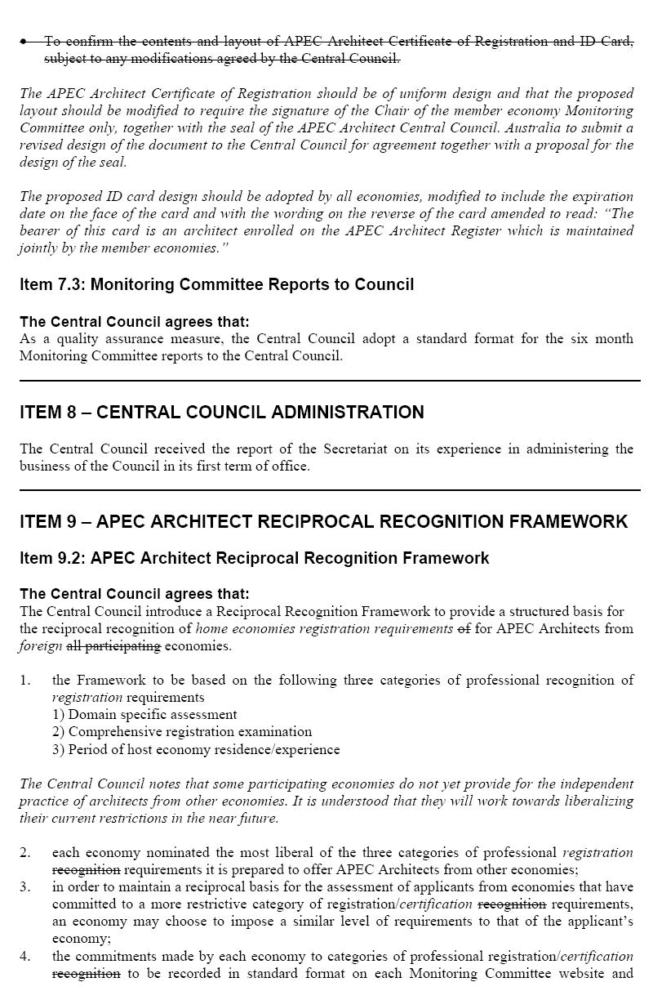 • To confirm the contents and layout of APEC Architect Certificate of Registration and ID Card,
subject to any modifications agreed by the Central Council.
The APEC Architect Certificate of Registration should be of uniform design and that the proposed
layout should be modified to require the signature of the Chair of the member economy Monitoring
Committee only, together with the seal of the APEC Architect Central Council. Australia to submit a
revised design of the document to the Central Council for agreement together with a proposal for the
design of the seal.
The proposed ID card design should be adopted by all economies, modified to include the expiration
date on the face of the card and with the wording on the reverse of the card amended to read: “The
bearer of this card is an architect enrolled on the APEC Architect Register which is maintained
jointly by the member economies.”
Item 7.3: Monitoring Committee Reports to Council
The Central Council agrees that:
As a quality assurance measure, the Central Council adopt a standard format for the six month
Monitoring Committee reports to the Central Council.
ITEM 8 – CENTRAL COUNCIL ADMINISTRATION
The Central Council received the report of the Secretariat on its experience in administering the
business of the Council in its first term of office.
ITEM 9 – APEC ARCHITECT RECIPROCAL RECOGNITION FRAMEWORK
Item 9.2: APEC Architect Reciprocal Recognition Framework
The Central Council agrees that:
The Central Council introduce a Reciprocal Recognition Framework to provide a structured basis for
the reciprocal recognition of home economies registration requirements of for APEC Architects from
foreign all participating economies.
1. the Framework to be based on the following three categories of professional recognition of
registration requirements
1) Domain specific assessment
2) Comprehensive registration examination
3) Period of host economy residence/experience
The Central Council notes that some participating economies do not yet provide for the independent
practice of architects from other economies. It is understood that they will work towards liberalizing
their current restrictions in the near future.
2. each economy nominated the most liberal of the three categories of professional registration
recognition requirements it is prepared to offer APEC Architects from other economies;
3. in order to maintain a reciprocal basis for the assessment of applicants from economies that have
committed to a more restrictive category of registration/certification recognition requirements,
an economy may choose to impose a similar level of requirements to that of the applicant’s
economy;
4. the commitments made by each economy to categories of professional registration/certification
recognition to be recorded in standard format on each Monitoring Committee website and